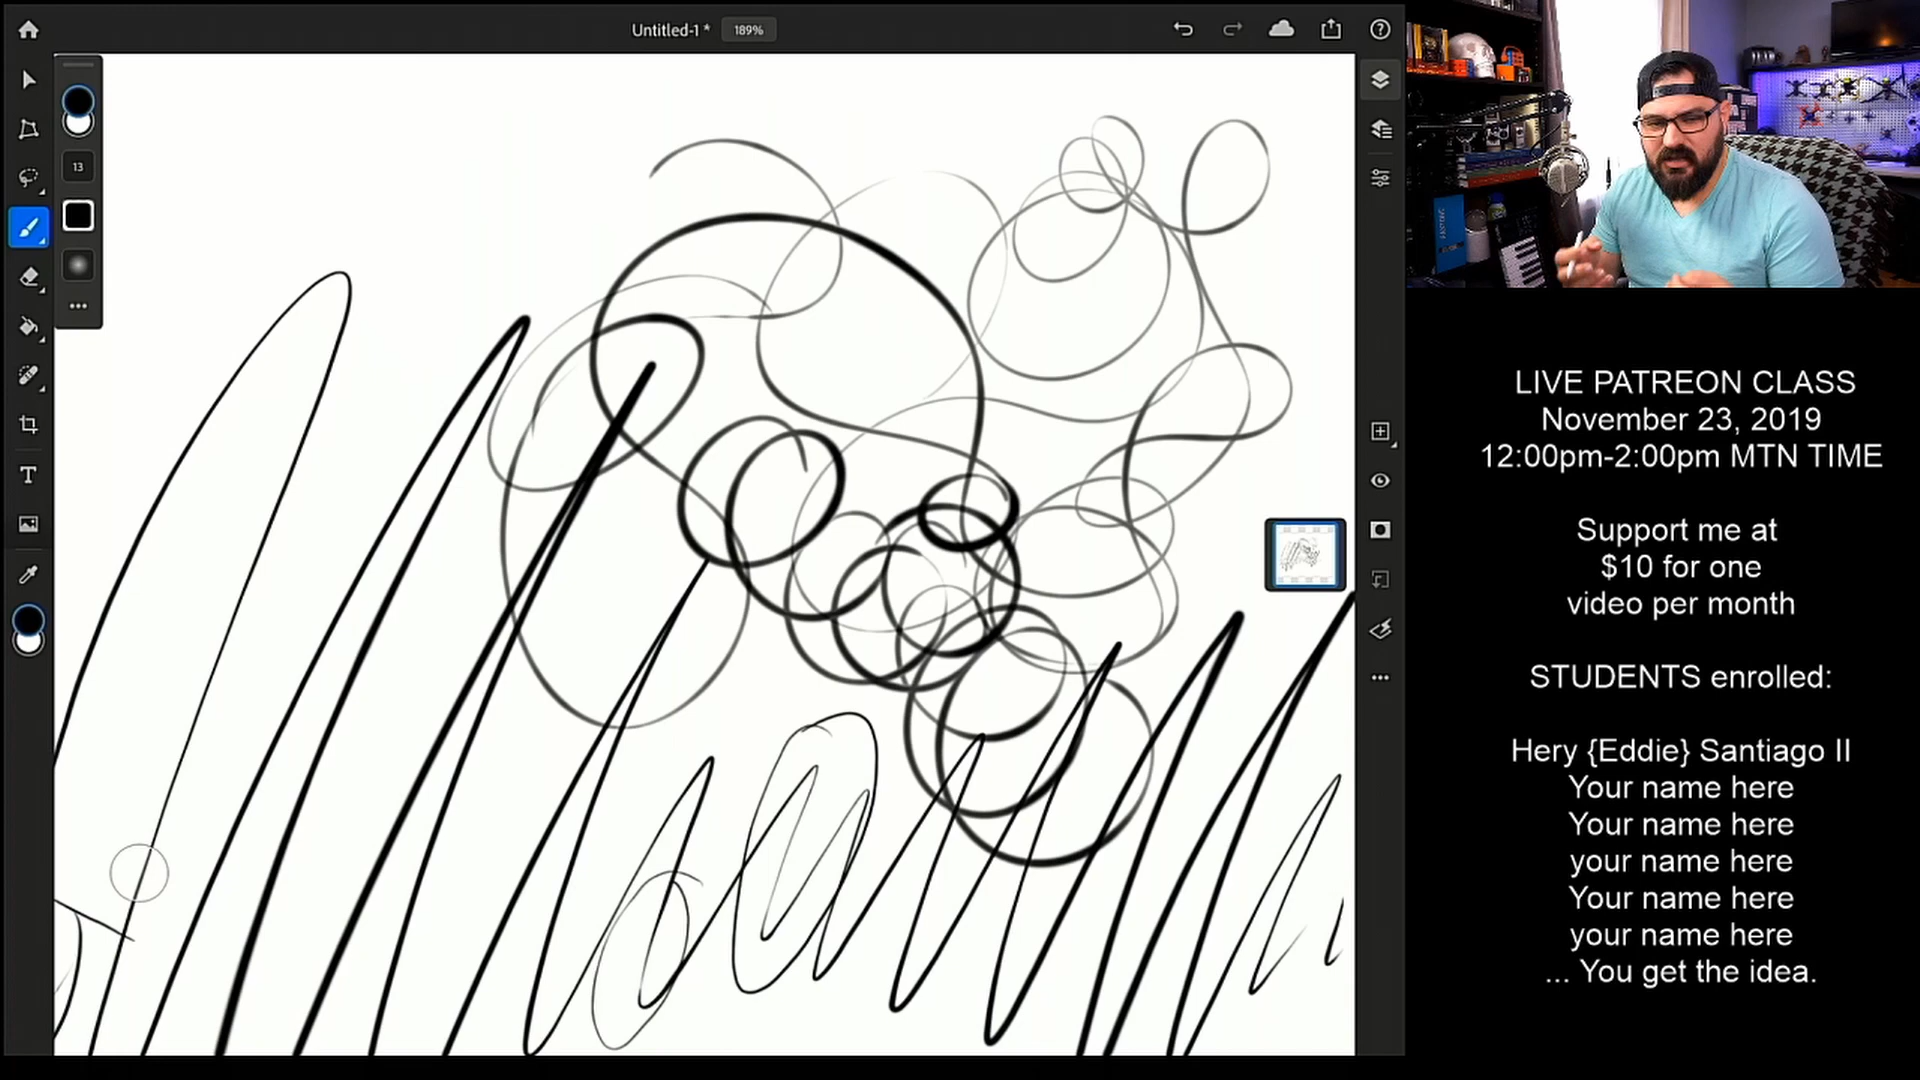 Untitled-1 *
189%
13
T
LIVE PATREON CLASS
November 23, 2019
12:00pm-2:00pm MTN TIME
Support me at
$10 for one
video per month
STUDENTS enrolled:
Hery {Eddie} Santiago II
Your name here
Your name here
your name here
Your name here
your name here
... You get the idea.